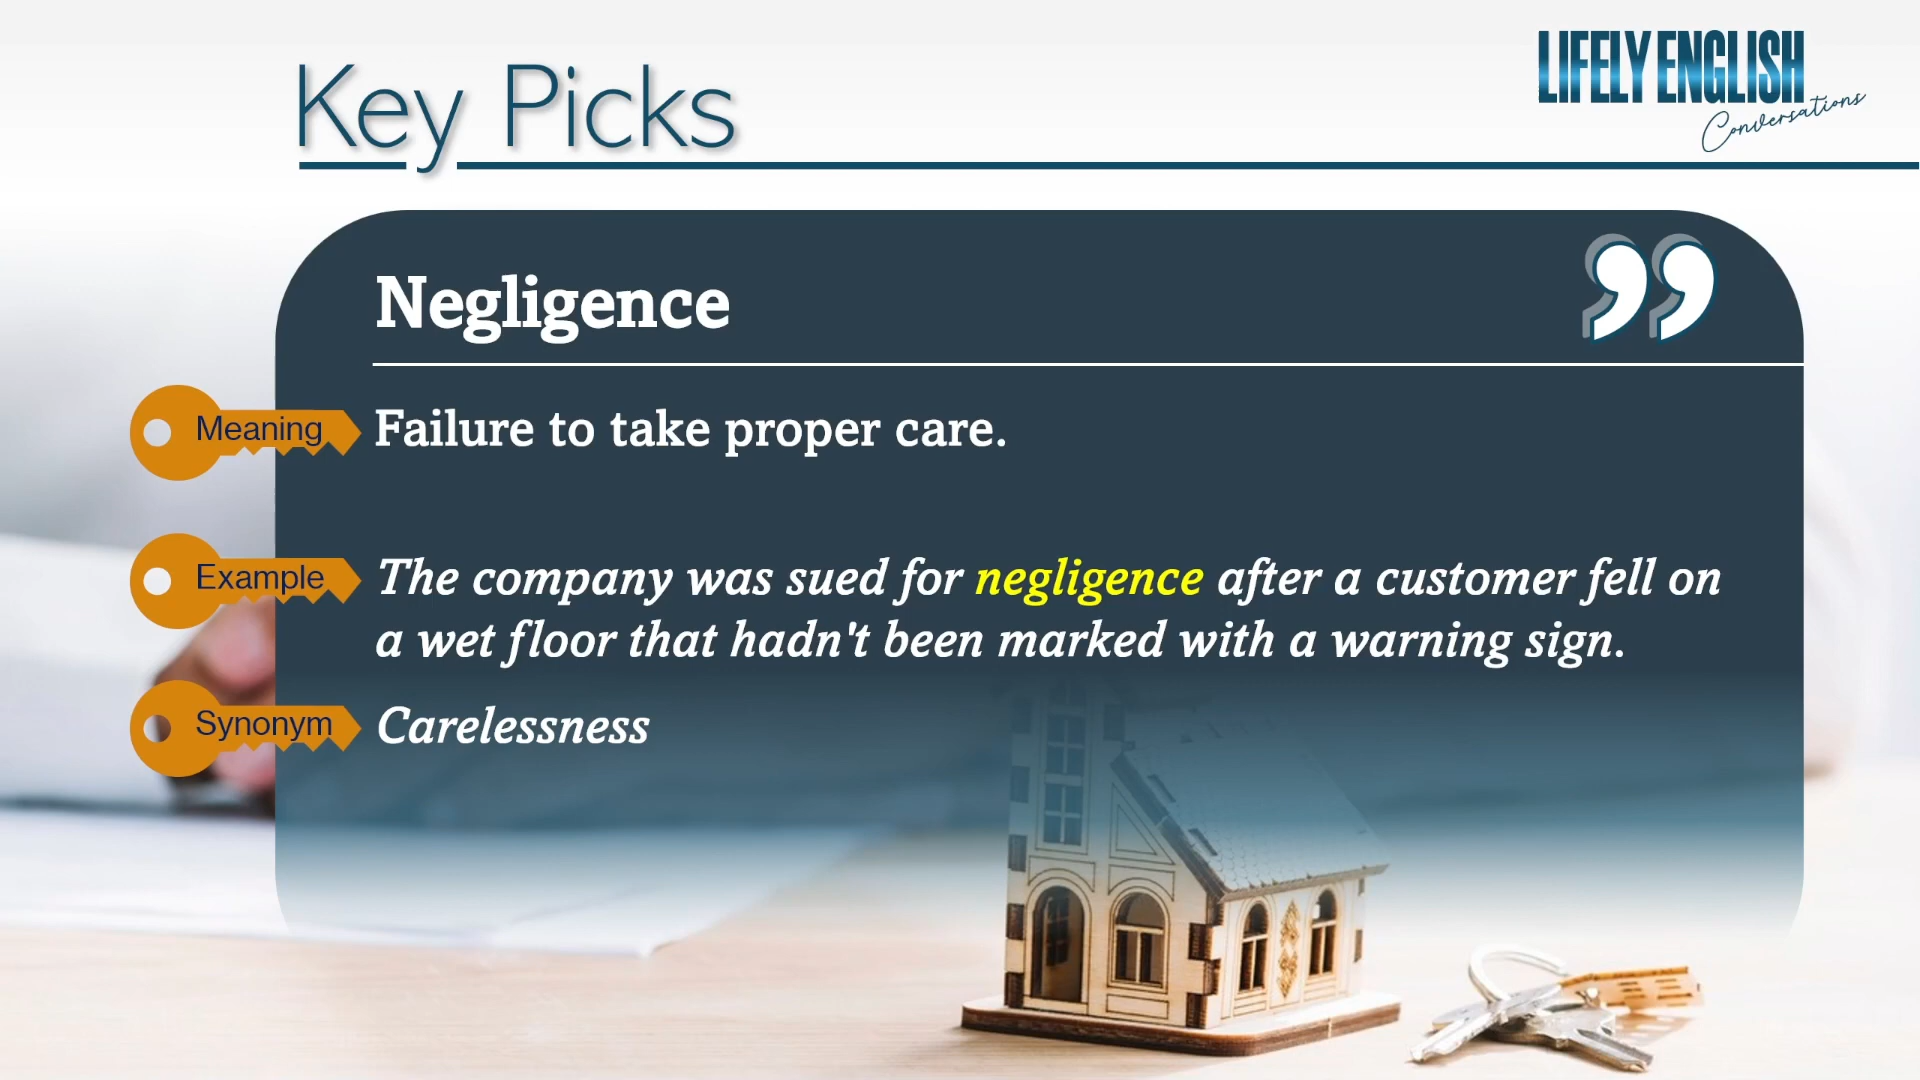 Key Picks
LIFELY ENGLISH
Conversations
Negligence
Meaning
Failure to take proper care.
Example
The company was sued for negligence after a customer fell on
a wet floor that hadn't been marked with a warning sign.
Synonym
Carelessness